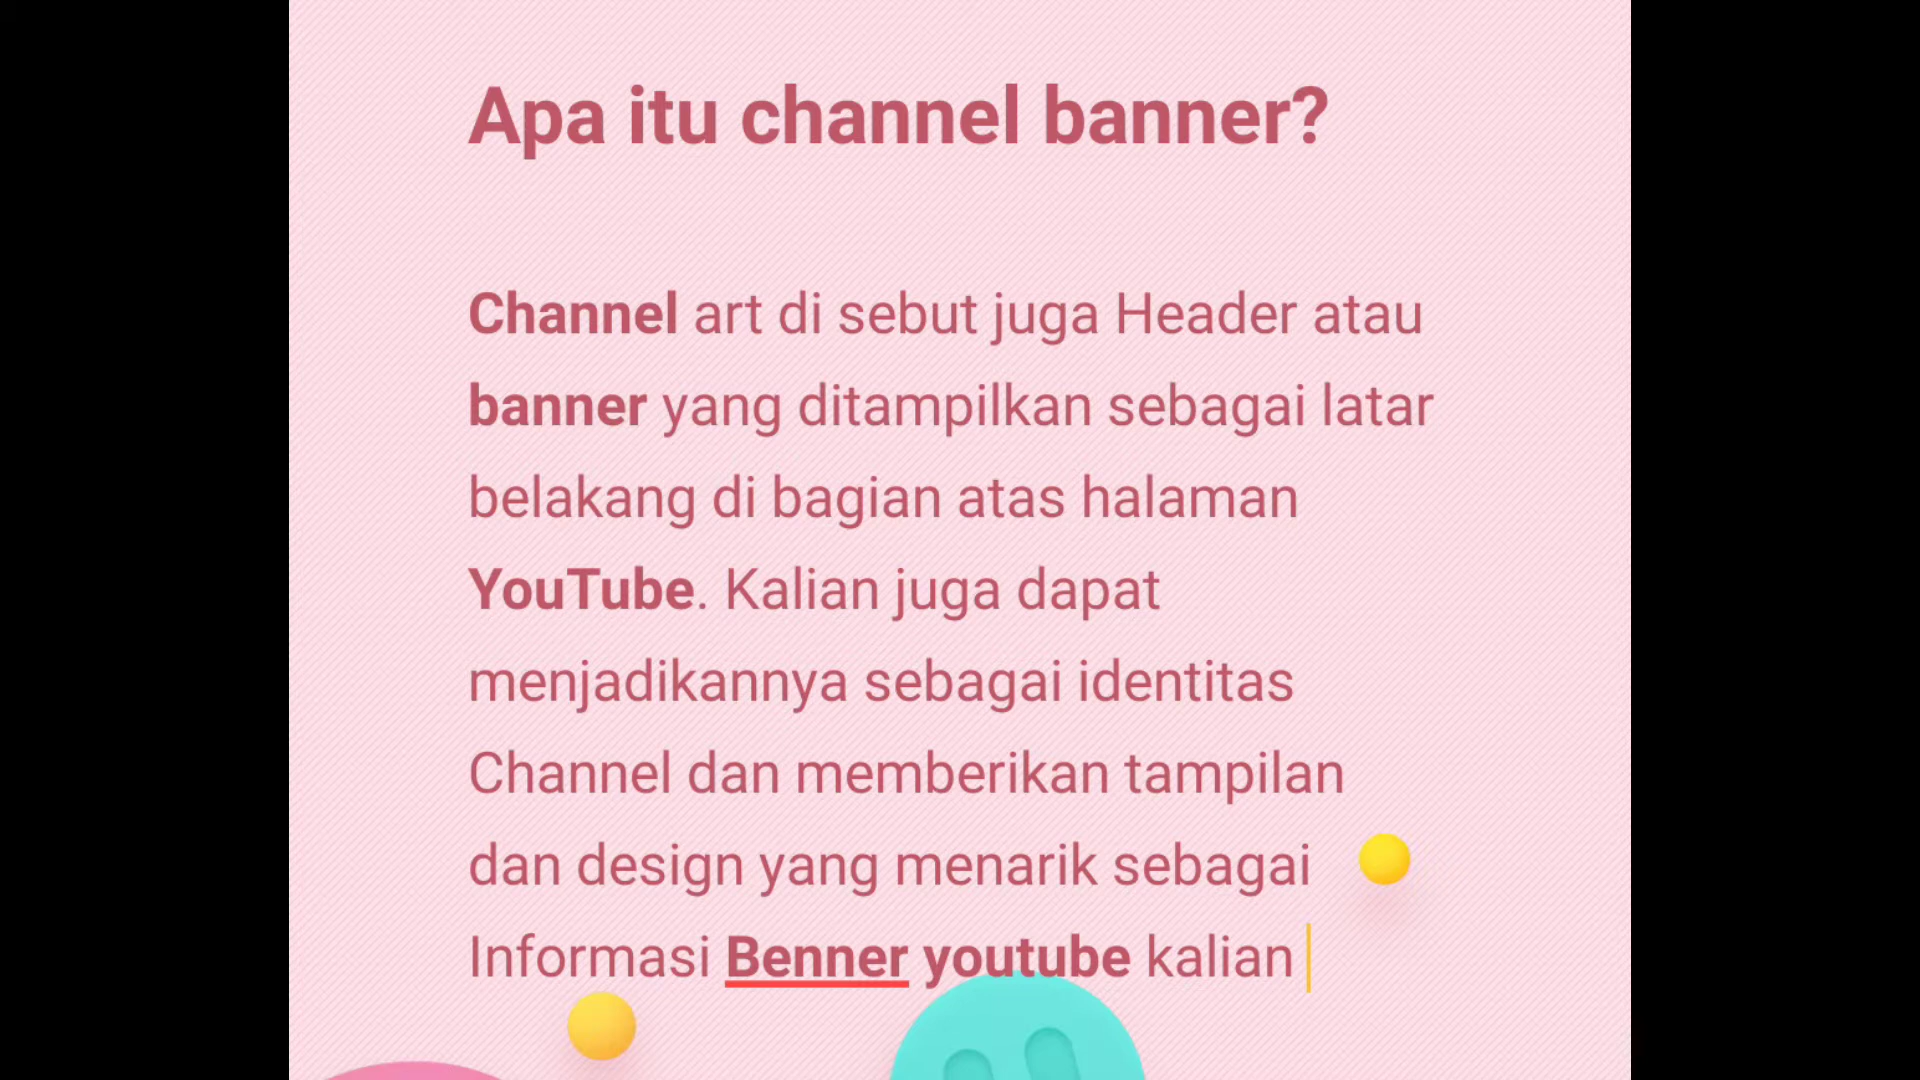 Apa itu channel banner?
Channel art di sebut juga Header atau
banner yang ditampilkan sebagai latar
belakang di bagian atas halaman
YouTube. Kalian juga dapat
menjadikannya sebagai identitas
Channel dan memberikan tampilan
dan design yang menarik sebagai
Informasi Benner youtube kalian